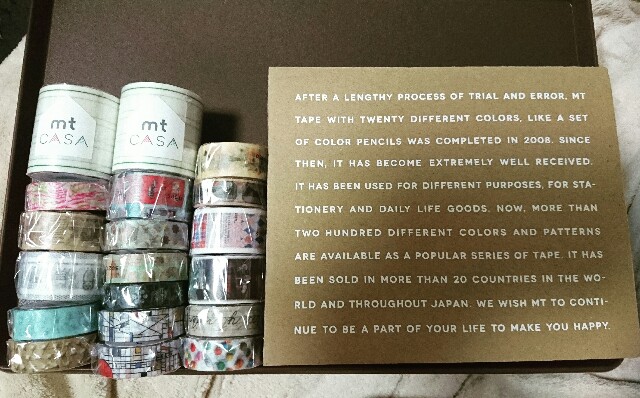 mt
CASA
mt
CASA
AFTER A LENGTHY PROCESS OF TRIAL AND ERROR, MT
TAPE WITH TWENTY DIFFERENT COLORS, LIKE A SET
OF COLOR PENCILS WAS COMPLETED IN 2008. SINCE
THEN, IT HAS BECOME EXTREMELY WELL RECEIVED.
IT HAS BEEN USED FOR DIFFERENT PURPOSES, FOR STA-
TIONERY AND DAILY LIFE GOODS. NOW, MORE THAN
TWO HUNDRED DIFFERENT COLORS AND PATTERNS
ARE AVAILABLE AS A POPULAR SERIES OF TAPE. IT HAS
BEEN SOLD IN MORE THAN 20 COUNTRIES IN THE WO-
RLD AND THROUGHOUT JAPAN. WE WISH MT TO CONTI-
NUE TO BE A PART OF YOUR LIFE TO MAKE YOU HAPPY.